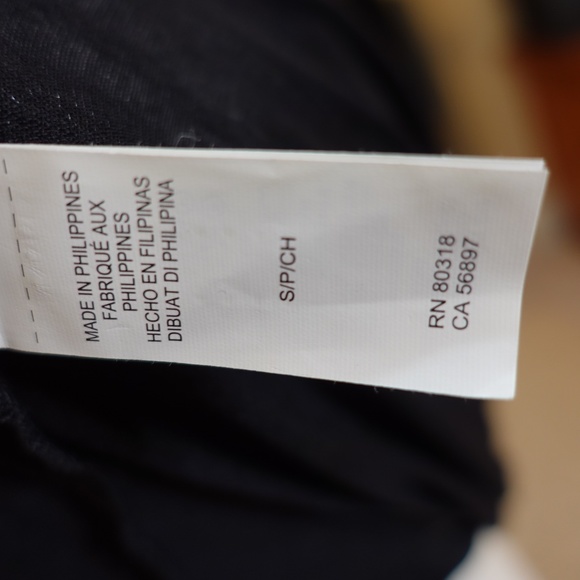 MADE IN PHILIPPINES
FABRIQUÉ AUX
PHILIPPINES
HECHO EN FILIPINAS
DIBUAT DI PHILIPINA
S/P/CH
RN 80318
CA 56897